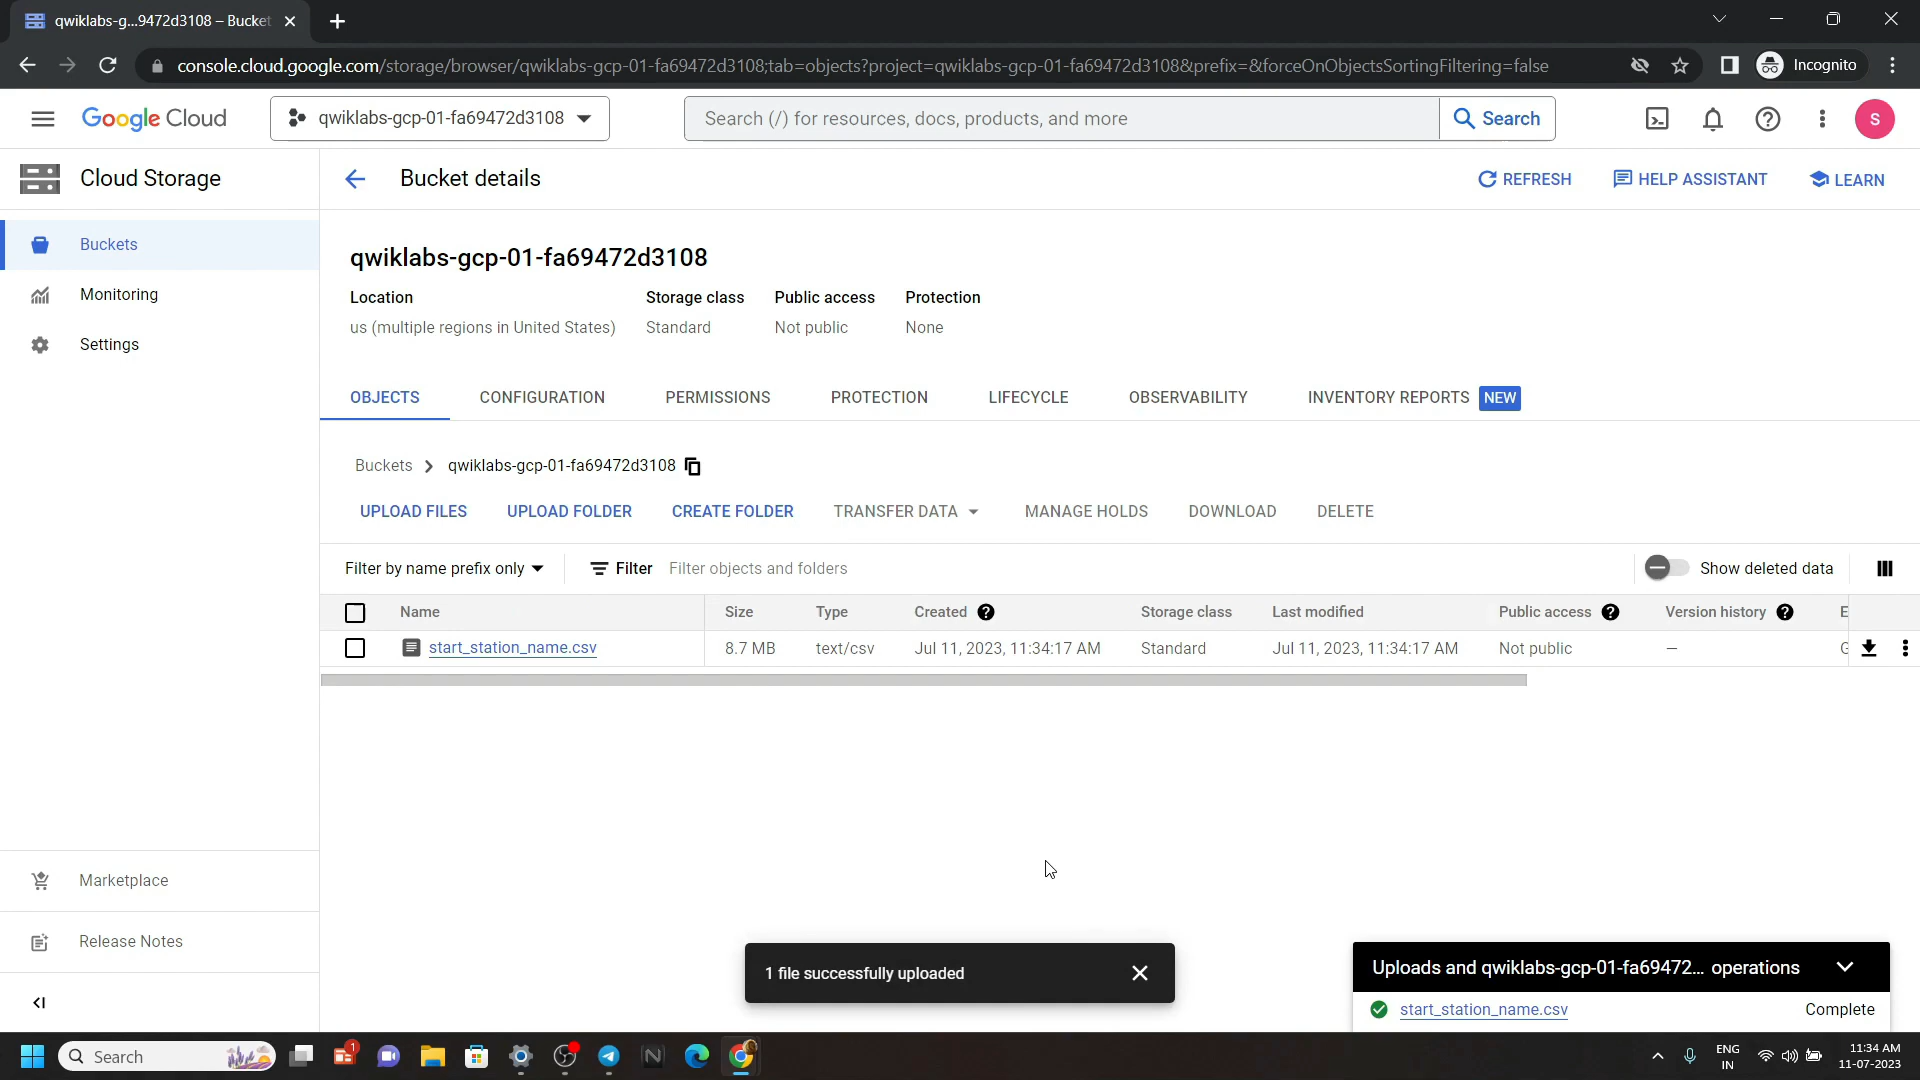 qwiklabs-g...9472d3108 – Bucket
console.cloud.google.com/storage/browser/qwiklabs-gcp-01-fa69472d3108;tab=objects?project=qwiklabs-gcp-01-fa69472d3108&prefix=&forceOnObjectsSortingFiltering=false
Incognito
Google Cloud
qwiklabs-gcp-01-fa69472d3108
Search (/) for resources, docs, products, and more
Search
S
Cloud Storage
Bucket details
REFRESH
HELP ASSISTANT
LEARN
Buckets
Monitoring
Settings
qwiklabs-gcp-01-fa69472d3108
Location Storage class Public access Protection
us (multiple regions in United States) Standard Not public None
OBJECTS CONFIGURATION PERMISSIONS PROTECTION LIFECYCLE OBSERVABILITY INVENTORY REPORTS NEW
Buckets > qwiklabs-gcp-01-fa69472d3108
UPLOAD FILES UPLOAD FOLDER CREATE FOLDER TRANSFER DATA MANAGE HOLDS DOWNLOAD DELETE
Filter by name prefix only Filter Filter objects and folders Show deleted data
Name Size Type Created Storage class Last modified Public access Version history E
start_station_name.csv 8.7 MB text/csv Jul 11, 2023, 11:34:17 AM Standard Jul 11, 2023, 11:34:17 AM Not public — G
Marketplace
Release Notes
1 file successfully uploaded
Uploads and qwiklabs-gcp-01-fa69472... operations
start_station_name.csv Complete
Search
1
ENG
IN
11:34 AM
11-07-2023